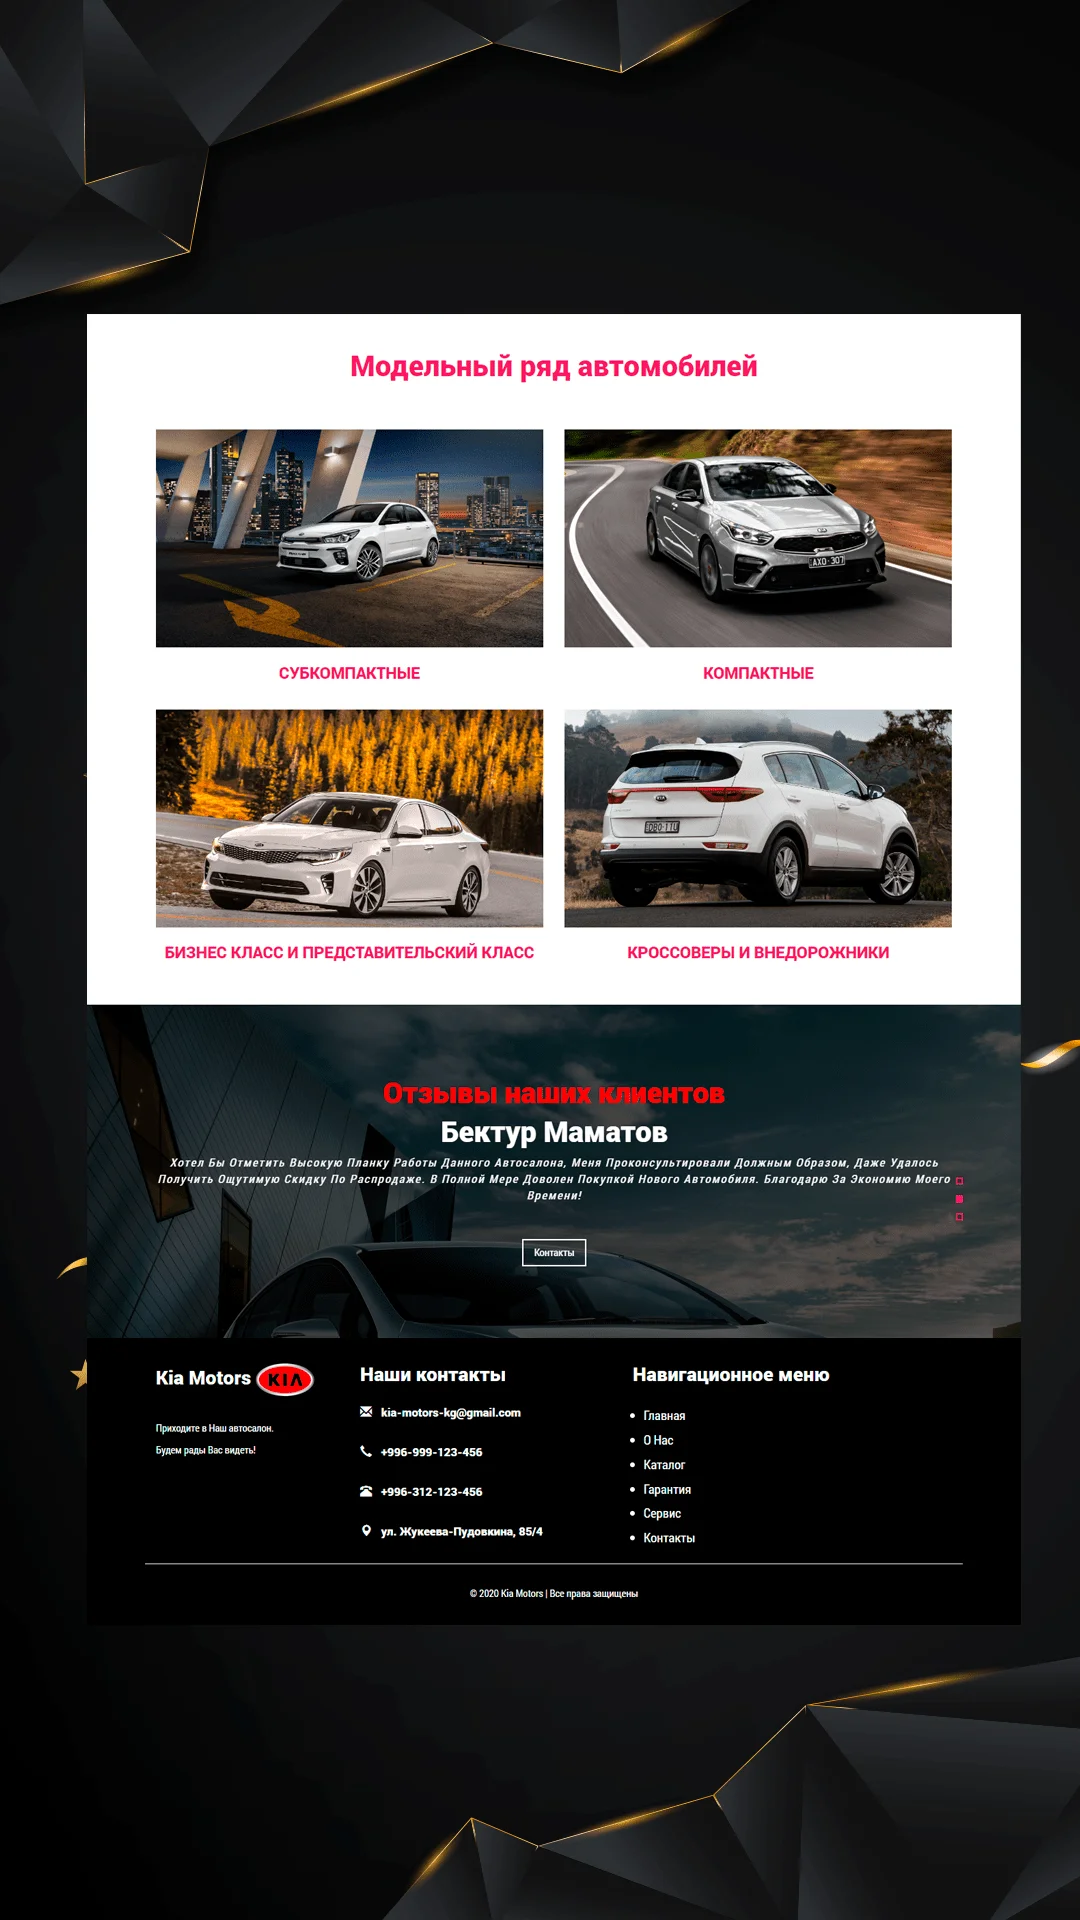 Модельный ряд автомобилей
AXO·307
СУБКОМПАКТНЫЕ
КОМПАКТНЫЕ
БИЗНЕС КЛАСС И ПРЕДСТАВИТЕЛЬСКИЙ КЛАСС
КРОССОВЕРЫ И ВНЕДОРОЖНИКИ
Отзывы наших клиентов
Бектур Маматов
Хотел Бы Отметить Высокую Планку Работы Данного Автосалона, Меня Проконсультировали Должным Образом, Даже Удалось
Получить Ощутимую Скидку По Распродаже. В Полной Мере Доволен Покупкой Нового Автомобиля. Благодарю За Экономию Моего
Времени!
Контакты
Kia Motors KIA
Приходите в Наш автосалон.
Будем рады Вас видеть!
Наши контакты
kia-motors-kg@gmail.com
+996-999-123-456
+996-312-123-456
ул. Жукеева-Пудовкина, 85/4
Навигационное меню
Главная
О Нас
Каталог
Гарантия
Сервис
Контакты
© 2020 Kia Motors | Все права защищены